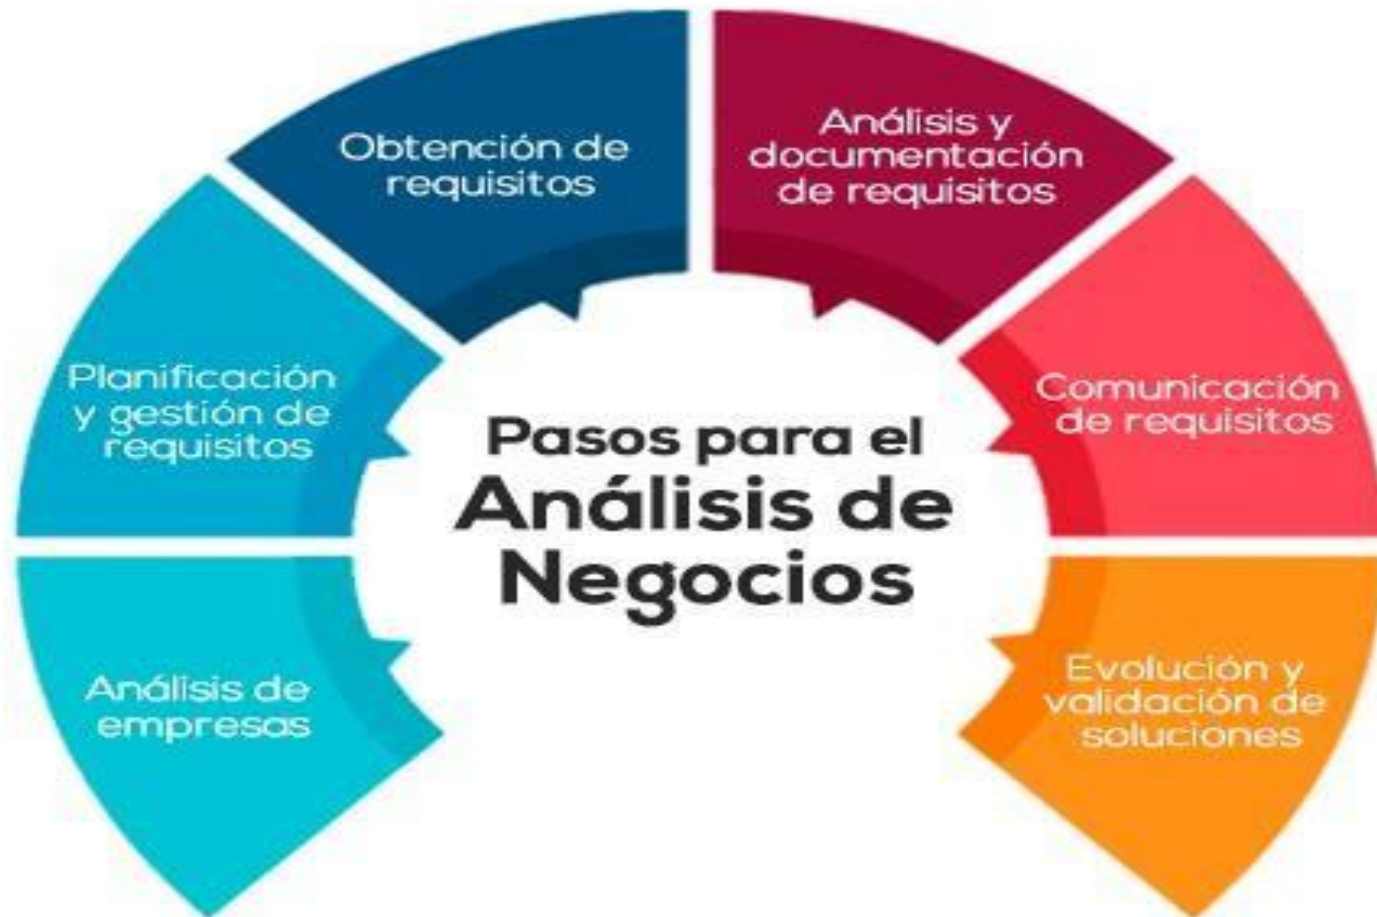 Pasos para el
Análisis de
Negocios
Análisis de
empresas
Planificación
y gestión de
requisitos
Obtención de
requisitos
Análisis y
documentación
de requisitos
Comunicación
de requisitos
Evolución y
validación de
soluciones